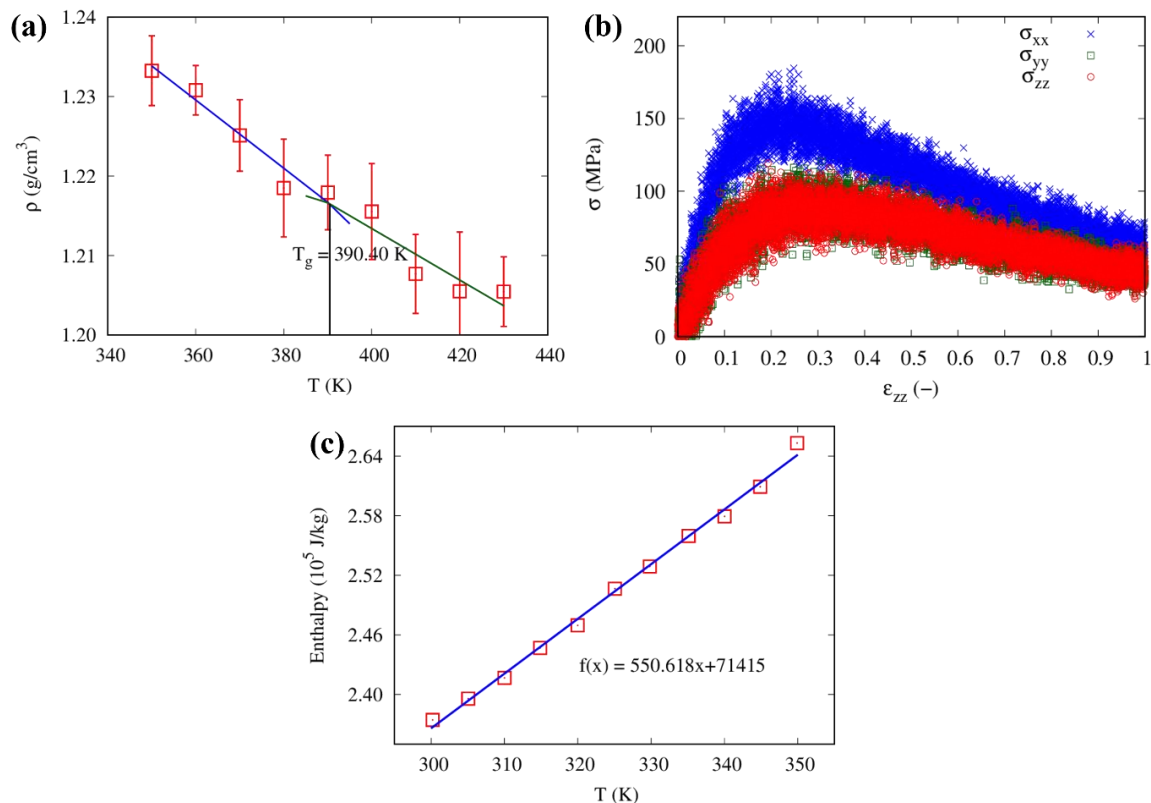 (a)
1.24
1.23
1.22
1.21
1.20
ρ (g/cm³)
T_g = 390.40 K
340 360 380 400 420 440
T (K)
(b)
200
150
100
50
0
σ (MPa)
σ_xx
σ_yy
σ_zz
0 0.1 0.2 0.3 0.4 0.5 0.6 0.7 0.8 0.9 1
ε_zz (−)
(c)
2.64
2.58
2.52
2.46
2.40
Enthalpy (10⁵ J/kg)
f(x) = 550.618x+71415
300 310 320 330 340 350
T (K)